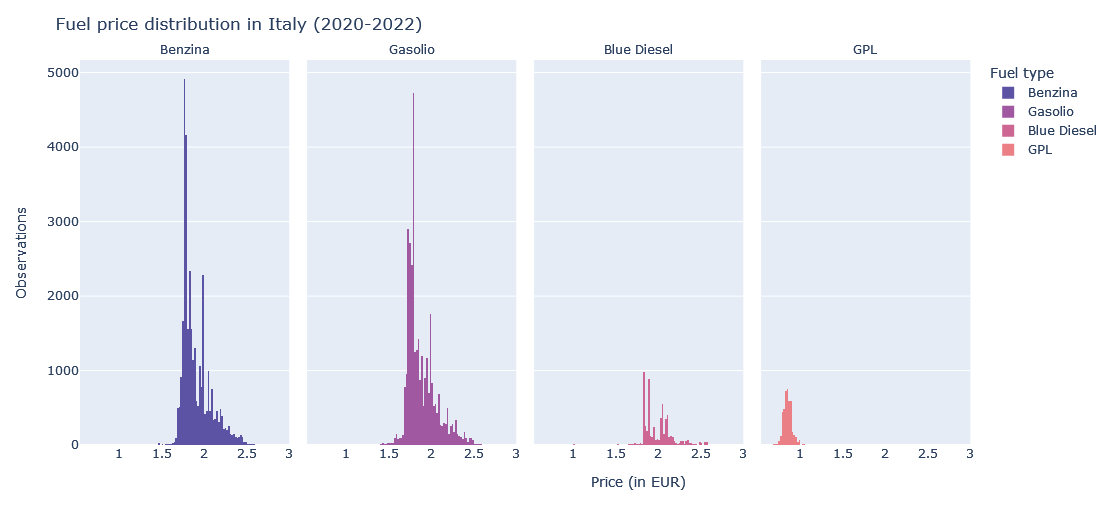 Fuel price distribution in Italy (2020-2022)
Benzina
Gasolio
Blue Diesel
GPL
Fuel type
Benzina
Gasolio
Blue Diesel
GPL
Observations
5000
4000
3000
2000
1000
0
1 1.5 2 2.5 3
1 1.5 2 2.5 3
1 1.5 2 2.5 3
1 1.5 2 2.5 3
Price (in EUR)